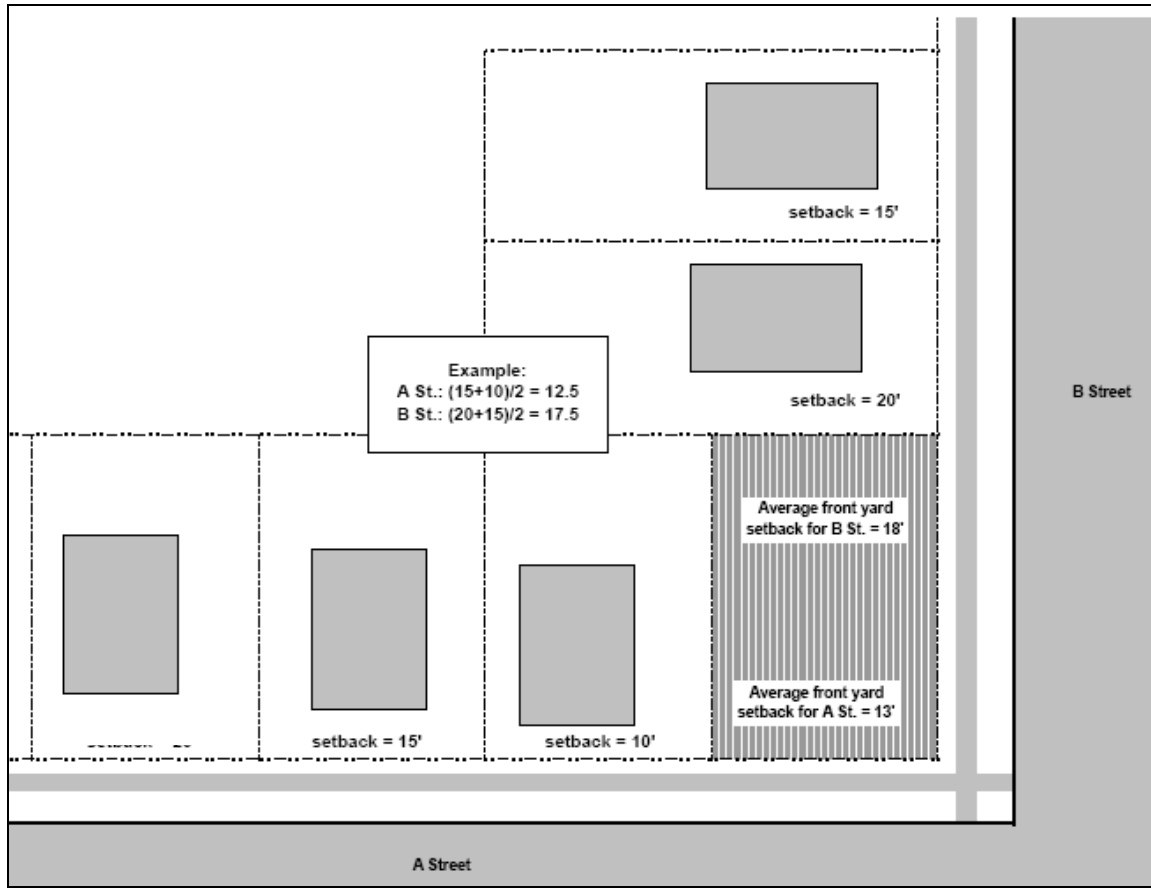 setback = 15'
setback = 20'
B Street
Example:
A St.: (15+10)/2 = 12.5
B St.: (20+15)/2 = 17.5
Average front yard
setback for B St. = 18'
Average front yard
setback for A St. = 13'
setback = 15'
setback = 10'
A Street